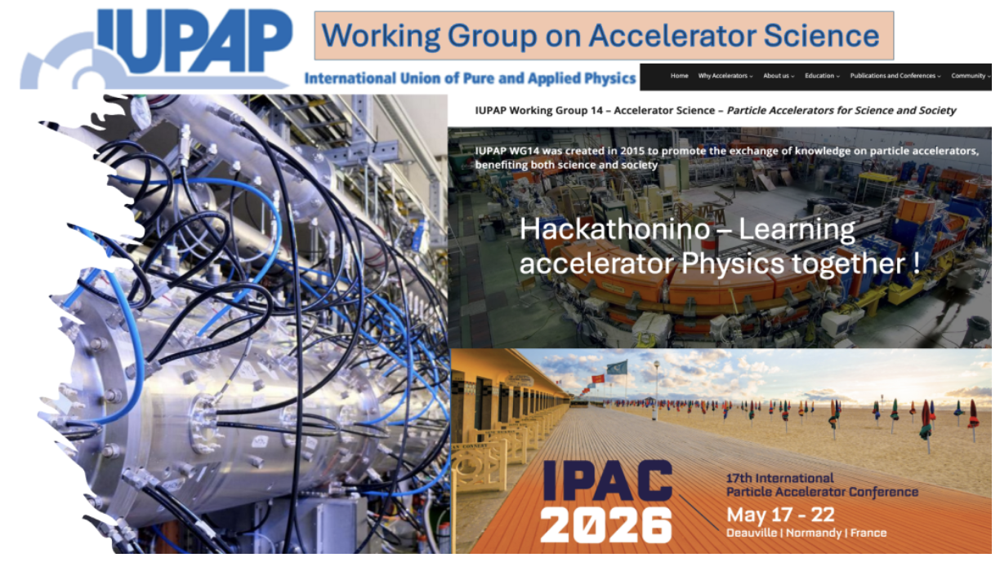 IUPAP
Working Group on Accelerator Science
International Union of Pure and Applied Physics
Home Why Accelerators About us Education Publications and Conferences Community
IUPAP Working Group 14 – Accelerator Science – Particle Accelerators for Science and Society
IUPAP WG14 was created in 2015 to promote the exchange of knowledge on particle accelerators,
benefiting both science and society
Hackathonino – Learning
accelerator Physics together !
IPAC
2026
17th International
Particle Accelerator Conference
May 17 - 22
Deauville | Normandy | France